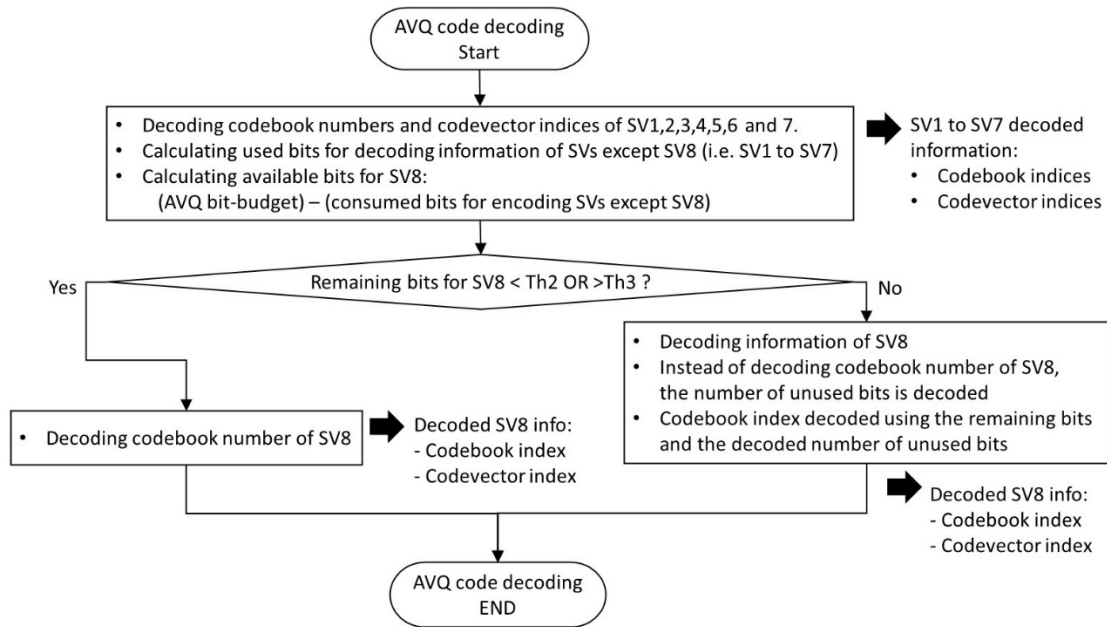 AVQ code decoding
Start
• Decoding codebook numbers and codevector indices of SV1,2,3,4,5,6 and 7.
• Calculating used bits for decoding information of SVs except SV8 (i.e. SV1 to SV7)
• Calculating available bits for SV8:
(AVQ bit-budget) – (consumed bits for encoding SVs except SV8)
SV1 to SV7 decoded
information:
• Codebook indices
• Codevector indices
Remaining bits for SV8 < Th2 OR >Th3 ?
Yes
No
• Decoding codebook number of SV8
Decoded SV8 info:
- Codebook index
- Codevector index
• Decoding information of SV8
• Instead of decoding codebook number of SV8,
the number of unused bits is decoded
• Codebook index decoded using the remaining bits
and the decoded number of unused bits
Decoded SV8 info:
- Codebook index
- Codevector index
AVQ code decoding
END